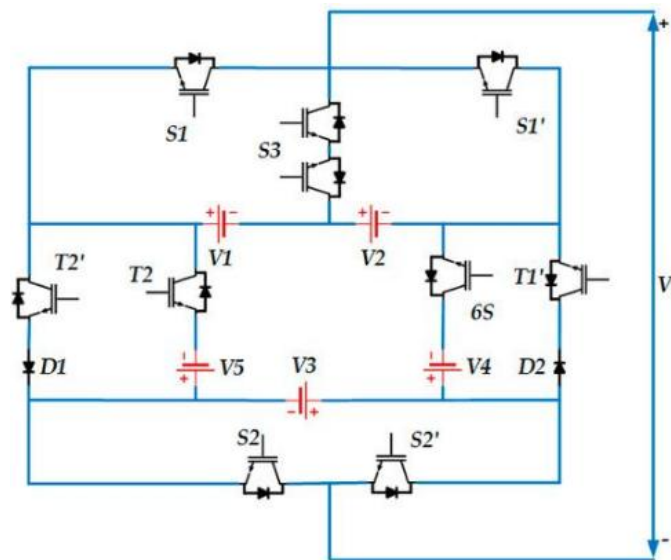 +
S1
S1'
S3
+ - + -
V1
V2
T2'
T2
6S
T1'
V
- V3 -
D1
V5
V4
D2
+ - + +
S2
S2'
-